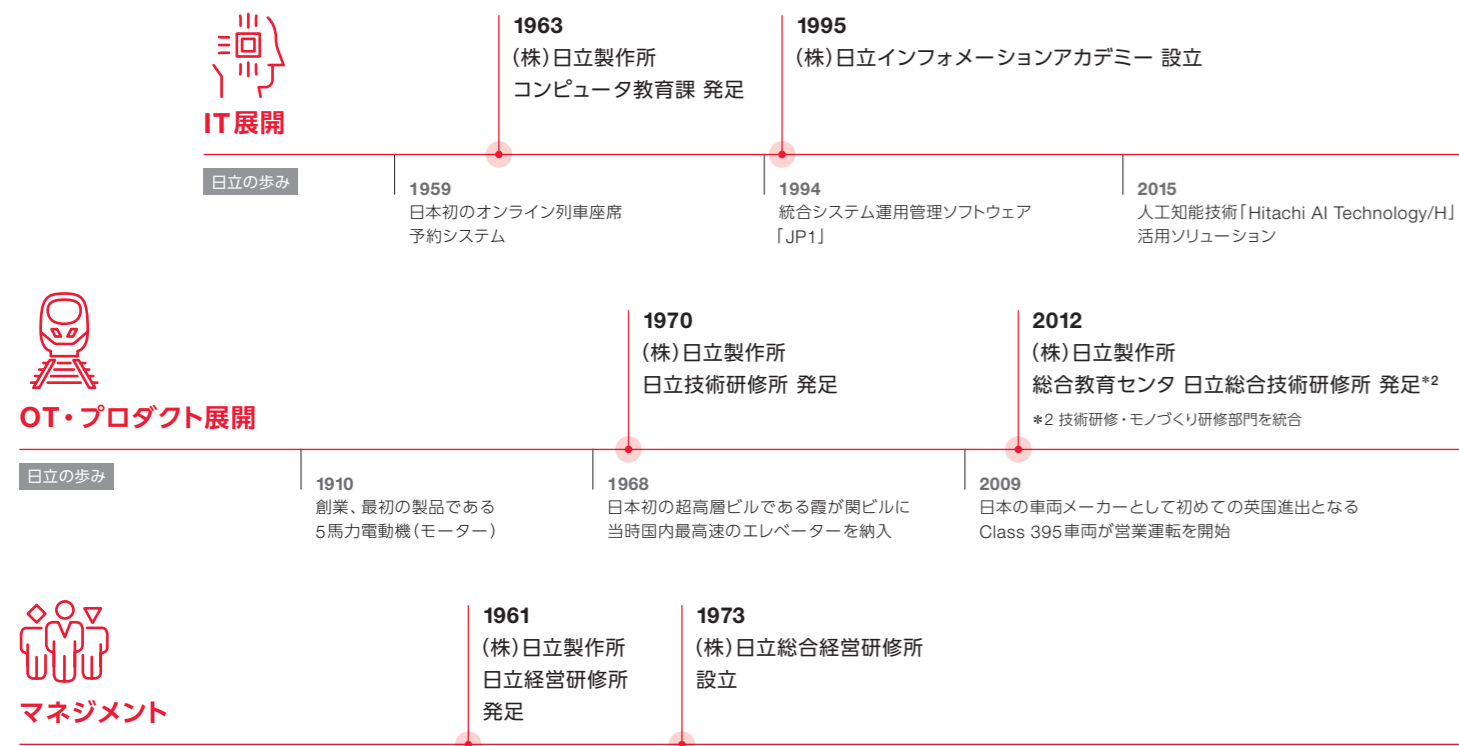 1963
(株)日立製作所
コンピュータ教育課 発足
1995
(株)日立インフォメーションアカデミー 設立
IT展開
日立の歩み
1959
日本初のオンライン列車座席
予約システム
1994
統合システム運用管理ソフトウェア
「JP1」
2015
人工知能技術「Hitachi AI Technology/H」
活用ソリューション
1970
(株)日立製作所
日立技術研修所 発足
2012
(株)日立製作所
総合教育センタ 日立総合技術研修所 発足*2
*2 技術研修・モノづくり研修部門を統合
OT・プロダクト展開
日立の歩み
1910
創業、最初の製品である
5馬力電動機(モーター)
1968
日本初の超高層ビルである霞が関ビルに
当時国内最高速のエレベーターを納入
2009
日本の車両メーカーとして初めての英国進出となる
Class 395車両が営業運転を開始
1961
(株)日立製作所
日立経営研修所
発足
1973
(株)日立総合経営研修所
設立
マネジメント